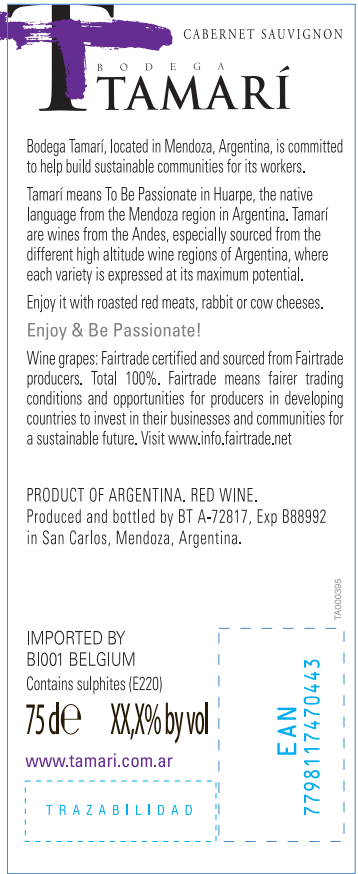 CABERNET SAUVIGNON
BODEGA
TAMARÍ
Bodega Tamarí, located in Mendoza, Argentina, is committed
to help build sustainable communities for its workers.
Tamarí means To Be Passionate in Huarpe, the native
language from the Mendoza region in Argentina. Tamarí
are wines from the Andes, especially sourced from the
different high altitude wine regions of Argentina, where
each variety is expressed at its maximum potential.
Enjoy it with roasted red meats, rabbit or cow cheeses.
Enjoy & Be Passionate!
Wine grapes: Fairtrade certified and sourced from Fairtrade
producers. Total 100%. Fairtrade means fairer trading
conditions and opportunities for producers in developing
countries to invest in their businesses and communities for
a sustainable future. Visit www.info.fairtrade.net
PRODUCT OF ARGENTINA. RED WINE.
Produced and bottled by BT A-72817, Exp B88992
in San Carlos, Mendoza, Argentina.
TA000395
IMPORTED BY
BI001 BELGIUM
Contains sulphites (E220)
75 d℮ XX,X% by vol
www.tamari.com.ar
TRAZABILIDAD
EAN
7798117470443